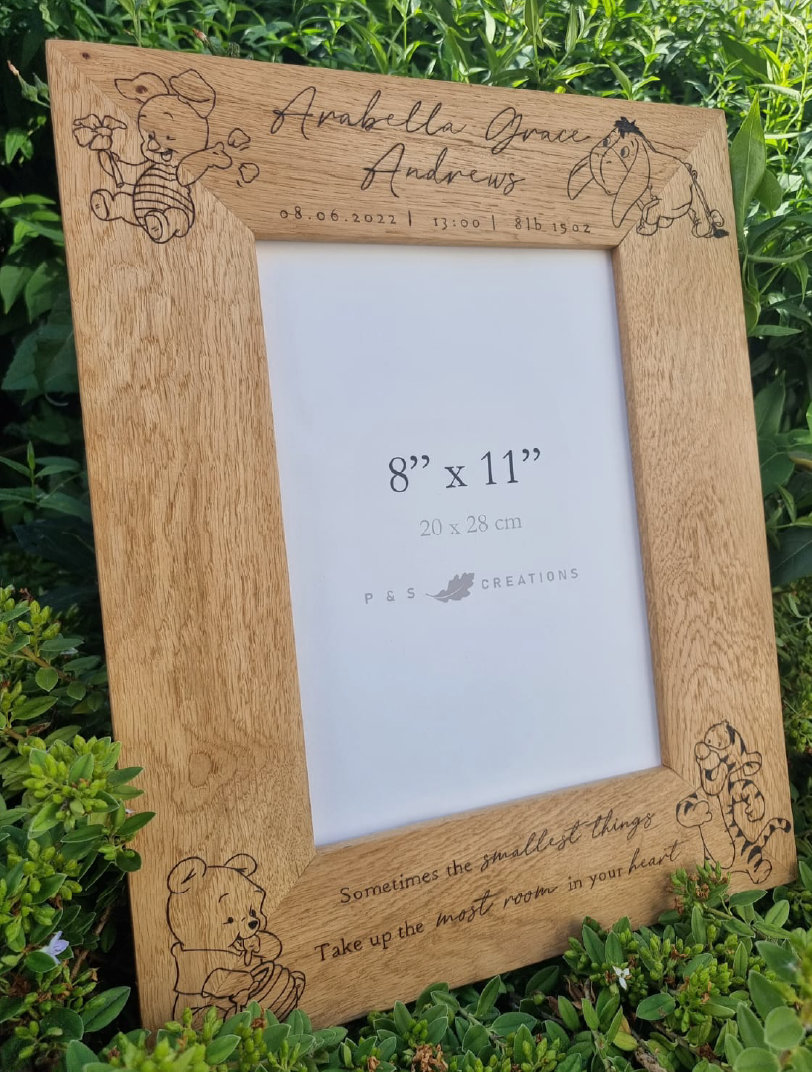 Arabella Grace
Andrews
08.06.2022 | 13:00 | 8lb 15oz
8” x 11”
20 x 28 cm
P & S CREATIONS
Sometimes the smallest things
Take up the most room in your heart